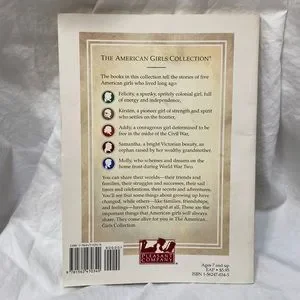 THE AMERICAN GIRLS COLLECTION®
The books in this collection tell the stories of five
American girls who lived long ago:
Felicity, a spunky, spritely colonial girl, full
of energy and independence,
Kirsten, a pioneer girl of strength and spirit
who settles on the frontier,
Addy, a courageous girl determined to be
free in the midst of the Civil War,
Samantha, a bright Victorian beauty, an
orphan raised by her wealthy grandmother,
Molly, who schemes and dreams on the
home front during World War Two.
You can share their worlds—their friends and
families, their struggles and successes, their sad
times and celebrations, their secrets and adventures.
You'll see that some things about growing up have
changed, while others—like families, friendships,
and feelings—haven't changed at all. These are the
important things that American girls will always
share. They come alive for you in The American
Girls Collection
PLEASANT
COMPANY
Ages 7 and up